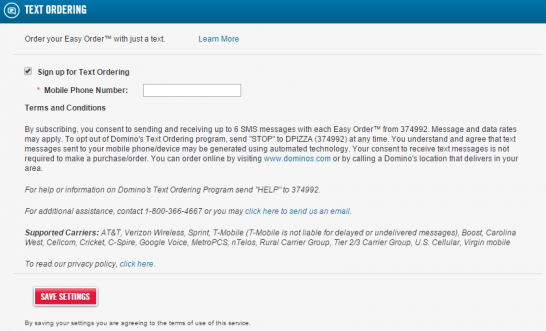 TEXT ORDERING
Order your Easy Order™ with just a text. Learn More
Sign up for Text Ordering
* Mobile Phone Number:
Terms and Conditions
By subscribing, you consent to sending and receiving up to 6 SMS messages with each Easy Order™ from 374992. Message and data rates
may apply. To opt out of Domino's Text Ordering program, send "STOP" to DPIZZA (374992) at any time. You understand and agree that text
messages sent to your mobile phone/device may be generated using automated technology. Your consent to receive text messages is not
required to make a purchase/order. You can order online by visiting www.dominos.com or by calling a Domino's location that delivers in your
area.
For help or information on Domino's Text Ordering Program send "HELP" to 374992.
For additional assistance, contact 1-800-366-4667 or you may click here to send us an email.
Supported Carriers: AT&T, Verizon Wireless, Sprint, T-Mobile (T-Mobile is not liable for delayed or undelivered messages), Boost, Carolina
West, Cellcom, Cricket, C-Spire, Google Voice, MetroPCS, nTelos, Rural Carrier Group, Tier 2/3 Carrier Group, U.S. Cellular, Virgin mobile
To read our privacy policy, click here.
SAVE SETTINGS
By saving your settings you are agreeing to the terms of use of this service.